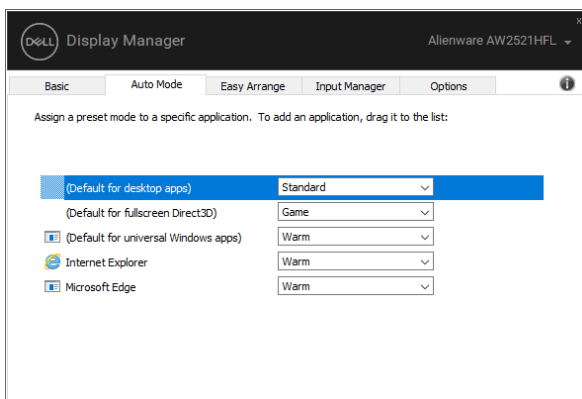 DELL Display Manager Alienware AW2521HFL
Basic Auto Mode Easy Arrange Input Manager Options
Assign a preset mode to a specific application. To add an application, drag it to the list:
(Default for desktop apps) Standard
(Default for fullscreen Direct3D) Game
(Default for universal Windows apps) Warm
Internet Explorer Warm
Microsoft Edge Warm